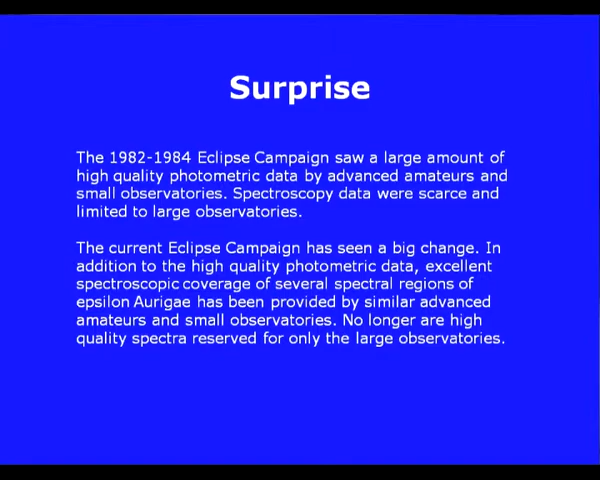 Surprise
The 1982-1984 Eclipse Campaign saw a large amount of
high quality photometric data by advanced amateurs and
small observatories. Spectroscopy data were scarce and
limited to large observatories.
The current Eclipse Campaign has seen a big change. In
addition to the high quality photometric data, excellent
spectroscopic coverage of several spectral regions of
epsilon Aurigae has been provided by similar advanced
amateurs and small observatories. No longer are high
quality spectra reserved for only the large observatories.